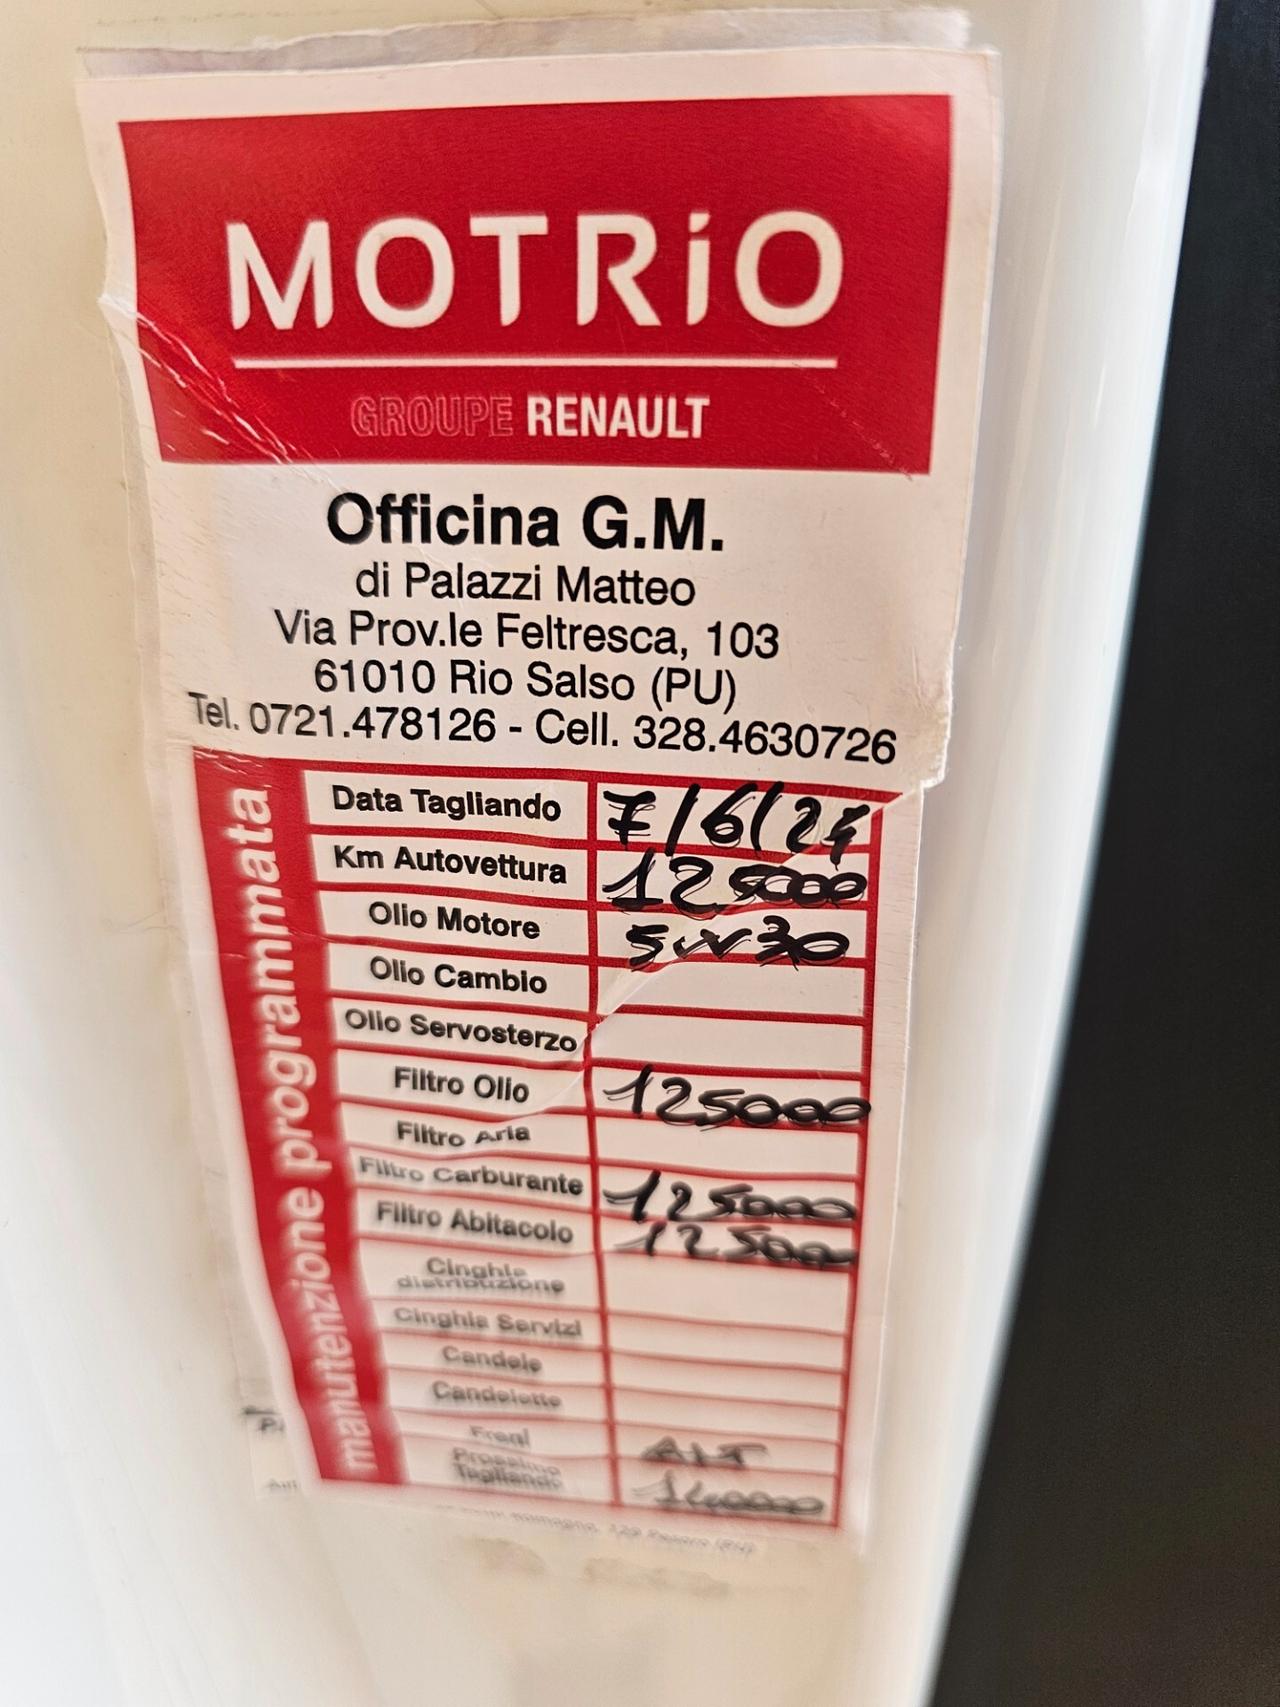 MOTRiO
GROUPE RENAULT
Officina G.M.
di Palazzi Matteo
Via Prov.le Feltresca, 103
61010 Rio Salso (PU)
Tel. 0721.478126 - Cell. 328.4630726
manutenzione programmata
Data Tagliando 7/6/24
Km Autovettura 125000
Olio Motore 5W30
Olio Cambio
Olio Servosterzo
Filtro Olio 125000
Filtro Aria
Filtro Carburante 125000
Filtro Abitacolo 12500
Cinghia
distribuzione
Cinghia Servizi
Candele
Candelette
Freni
Prossimo
Tagliando 140000